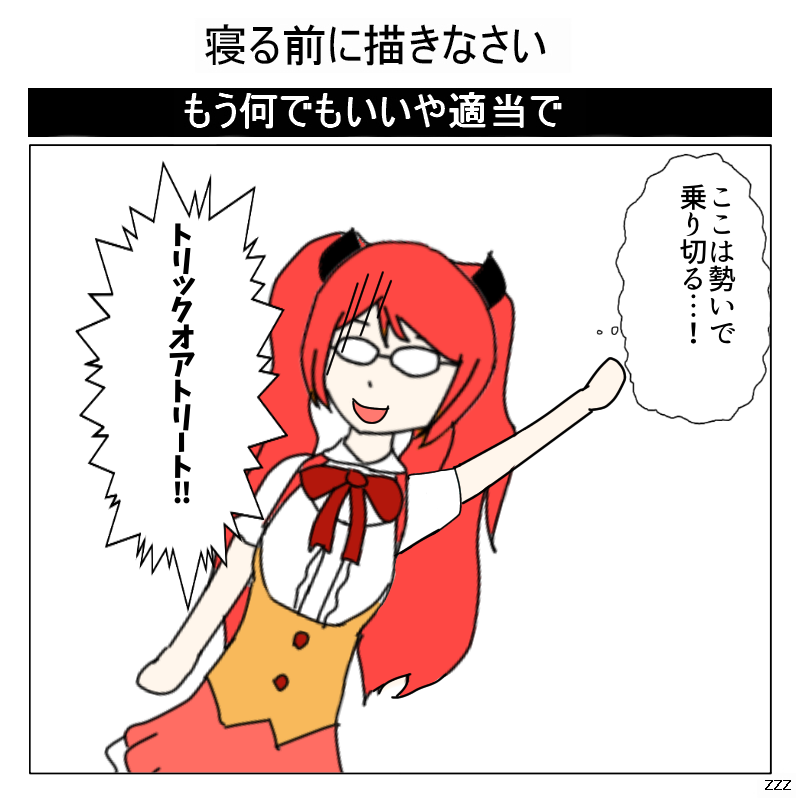 寝る前に描きなさい
もう何でもいいや適当で
ここは勢いで
乗り切る…！
トリックオアトリート!!
zzz